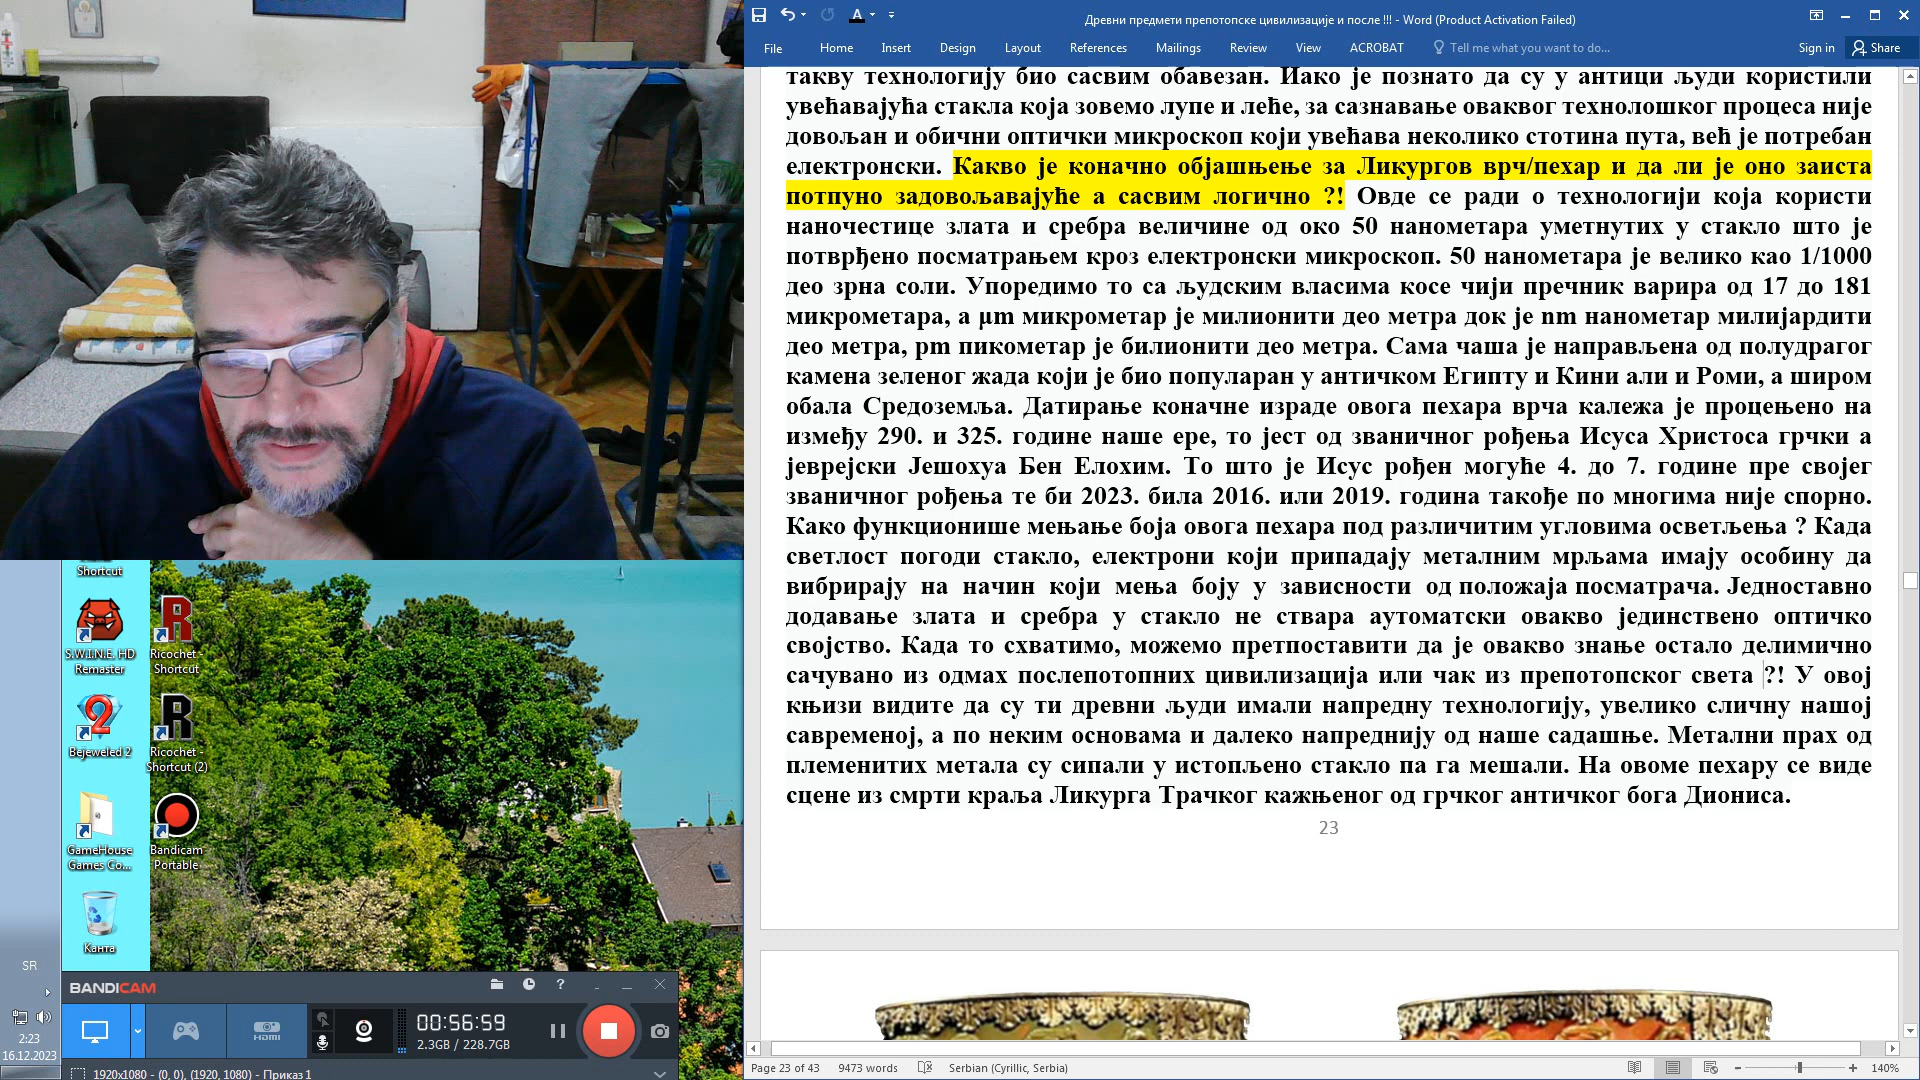 Древни предмети препотопске цивилизације и после !!! - Word (Product Activation Failed)
File Home Insert Design Layout References Mailings Review View ACROBAT Tell me what you want to do... Sign in Share
такву технологију био сасвим обавезан. Иако је познато да су у антици људи користили
увећавајућа стакла која зовемо лупе и леће, за сазнавање оваквог технолошког процеса није
довољан и обични оптички микроскоп који увећава неколико стотина пута, већ је потребан
електронски. Какво је коначно објашњење за Ликургов врч/пехар и да ли је оно заиста
потпуно задовољавајуће а сасвим логично ?! Овде се ради о технологији која користи
наночестице злата и сребра величине од око 50 нанометара уметнутих у стакло што је
потврђено посматрањем кроз електронски микроскоп. 50 нанометара је велико као 1/1000
део зрна соли. Упоредимо то са људским власима косе чији пречник варира од 17 до 181
микрометара, а µm микрометар је милионити део метра док је nm нанометар милијардити
део метра, pm пикометар је билионити део метра. Сама чаша је направљена од полудрагог
камена зеленог жада који је био популаран у античком Египту и Кини али и Роми, а широм
обала Средоземља. Датирање коначне израде овога пехара врча калежа је процењено на
између 290. и 325. године наше ере, то јест од званичног рођења Исуса Христоса грчки а
јеврејски Јешохуа Бен Елохим. То што је Исус рођен могуће 4. до 7. године пре својег
званичног рођења те би 2023. била 2016. или 2019. година такође по многима није спорно.
Како функционише мењање боја овога пехара под различитим угловима осветљења ? Када
светлост погоди стакло, електрони који припадају металним мрљама имају особину да
вибрирају на начин који мења боју у зависности од положаја посматрача. Једноставно
додавање злата и сребра у стакло не ствара аутоматски овакво јединствено оптичко
својство. Када то схватимо, можемо претпоставити да је овакво знање остало делимично
сачувано из одмах послепотопних цивилизација или чак из препотопског света ?! У овој
књизи видите да су ти древни људи имали напредну технологију, увелико сличну нашој
савременој, а по неким основама и далеко напреднију од наше садашње. Метални прах од
племенитих метала су сипали у истопљено стакло па га мешали. На овоме пехару се виде
сцене из смрти краља Ликурга Трачког кажњеног од грчког античког бога Диониса.
23
Page 23 of 43 9473 words Serbian (Cyrillic, Serbia) 140%
Shortcut
S.W.I.N.E. HD Remaster
Ricochet - Shortcut
Bejeweled 2
Ricochet - Shortcut (2)
GameHouse Games Co...
Bandicam Portable
Канта
SR
2:23
16.12.2023
BANDICAM
HDMI
00:56:59
2.3GB / 228.7GB
1920x1080 - (0, 0), (1920, 1080) - Приказ 1